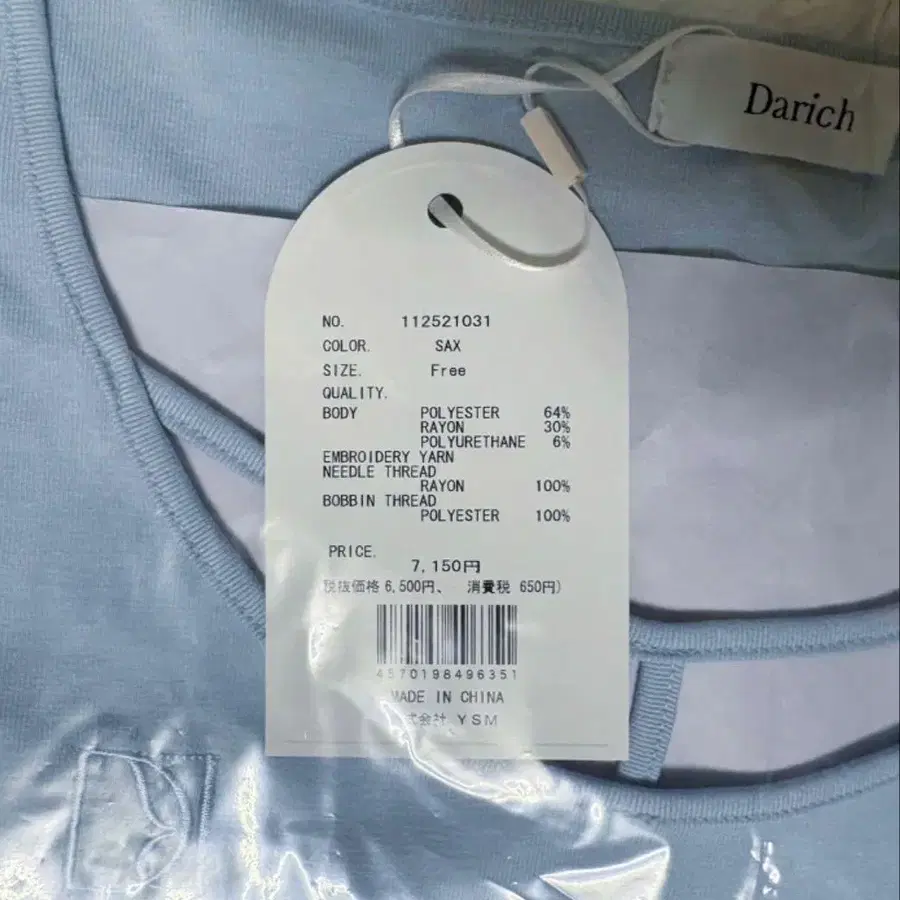 Darich
NO. 112521031
COLOR. SAX
SIZE. Free
QUALITY.
BODY POLYESTER 64%
RAYON 30%
POLYURETHANE 6%
EMBROIDERY YARN
NEEDLE THREAD
RAYON 100%
BOBBIN THREAD
POLYESTER 100%
PRICE.
7,150円
税抜価格 6,500円、 消費税 650円)
4570198496351
MADE IN CHINA
式会社 YSM